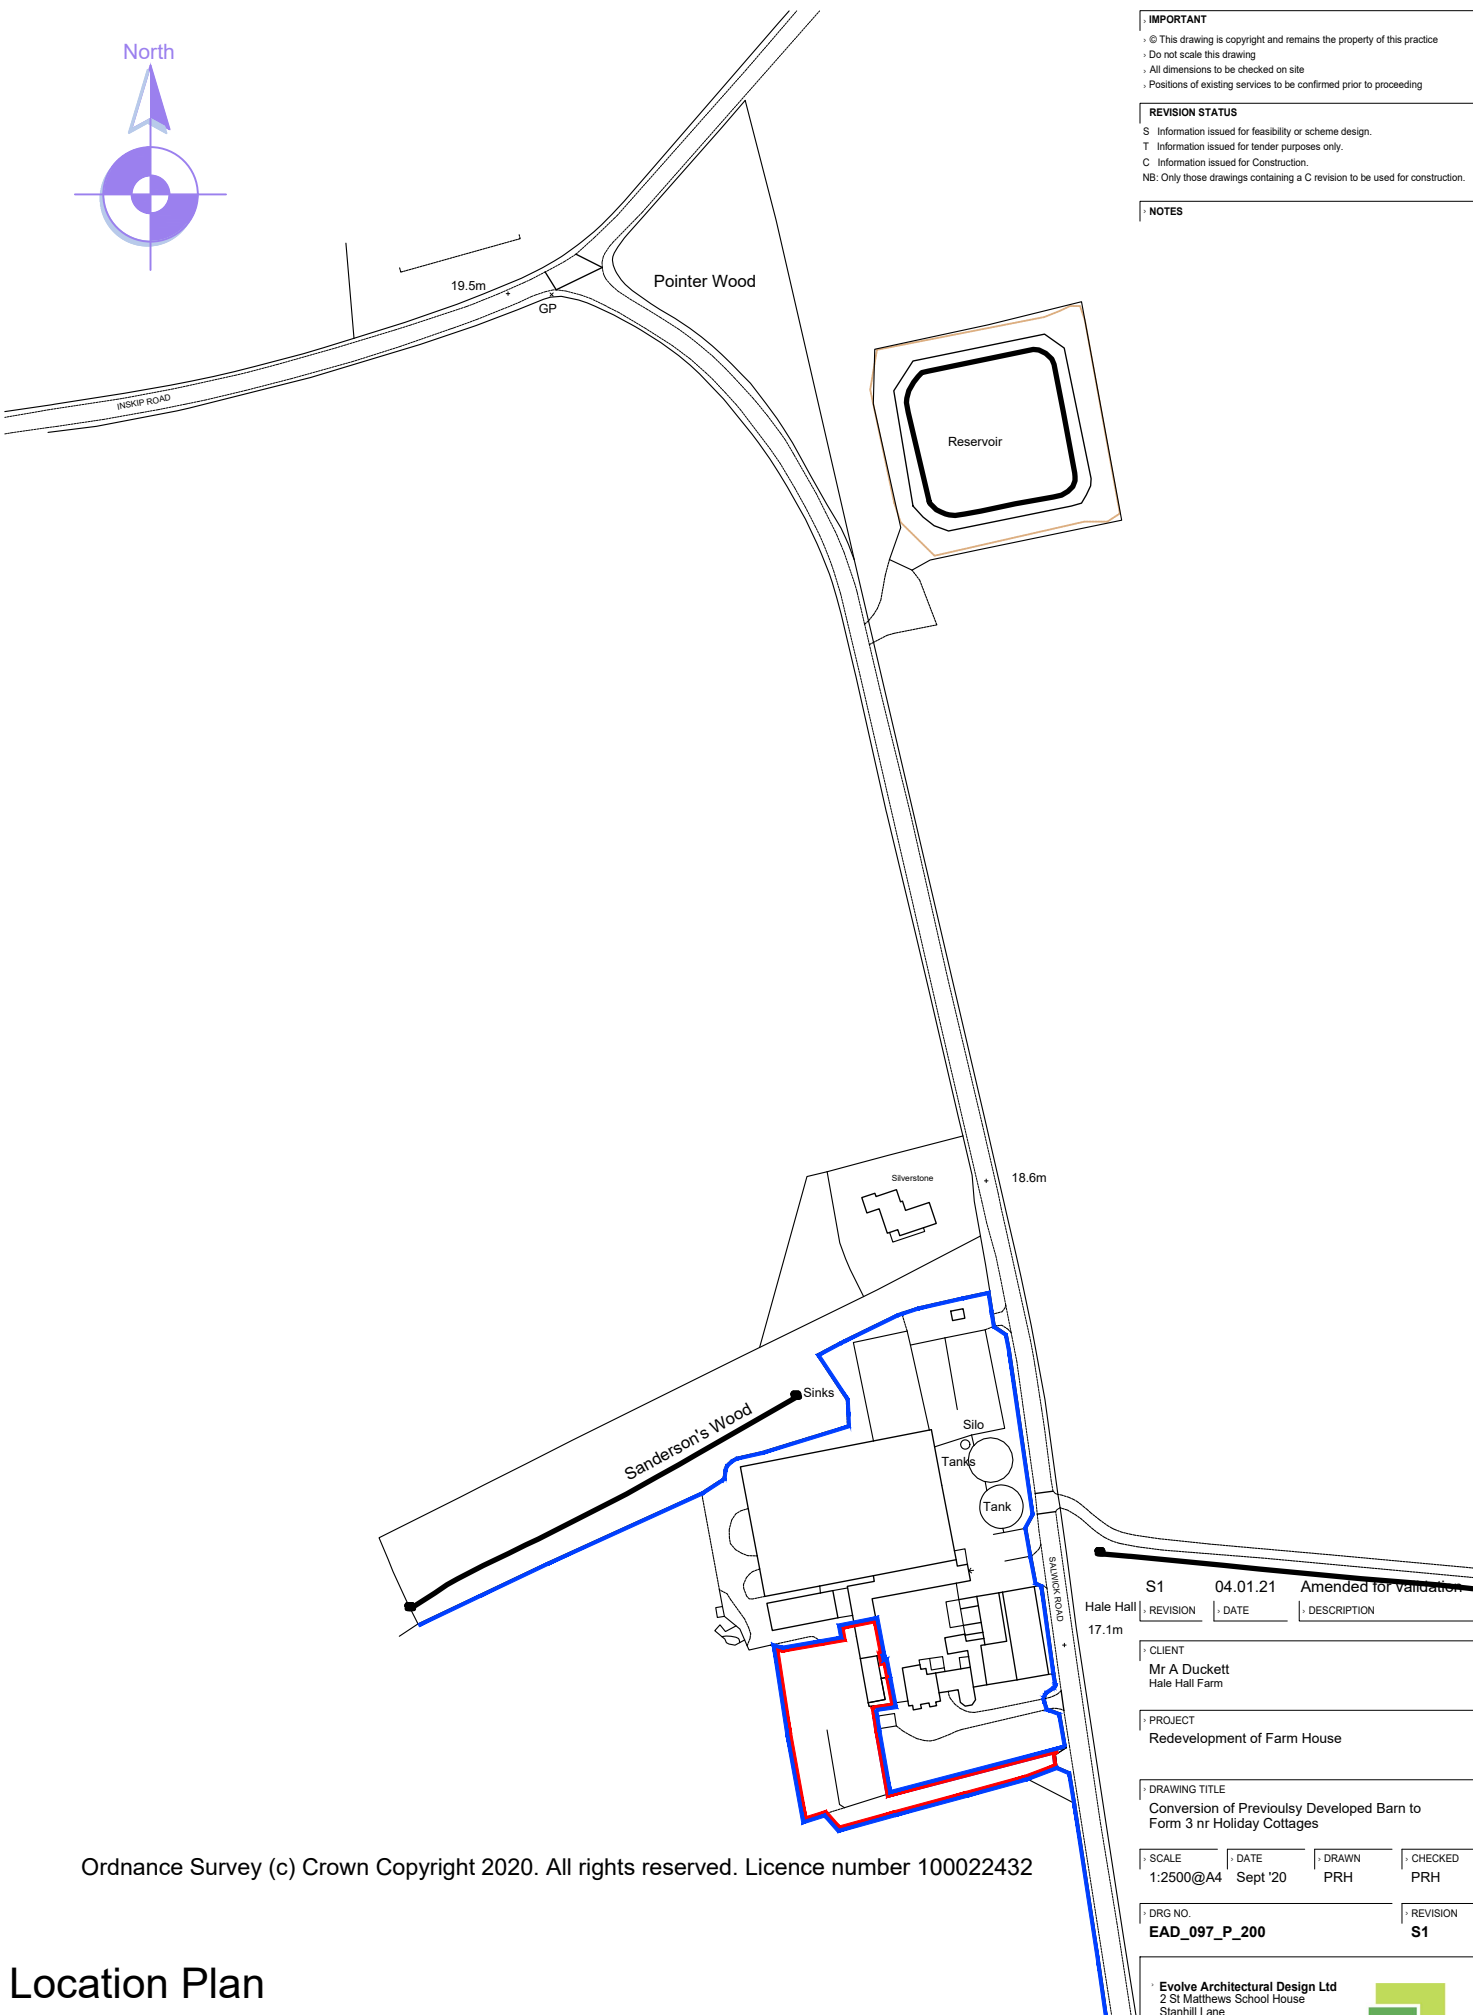 North
IMPORTANT
© This drawing is copyright and remains the property of this practice
Do not scale this drawing
All dimensions to be checked on site
Positions of existing services to be confirmed prior to proceeding
REVISION STATUS
S Information issued for feasibility or scheme design.
T Information issued for tender purposes only.
C Information issued for Construction.
NB: Only those drawings containing a C revision to be used for construction.
NOTES
19.5m
GP
Pointer Wood
INSKIP ROAD
Reservoir
Silverstone
18.6m
Sinks
Sanderson's Wood
Silo
Tanks
Tank
SALWICK ROAD
Hale Hall
17.1m
S1 04.01.21 Amended for validation
REVISION DATE DESCRIPTION
CLIENT
Mr A Duckett
Hale Hall Farm
PROJECT
Redevelopment of Farm House
DRAWING TITLE
Conversion of Previoulsy Developed Barn to
Form 3 nr Holiday Cottages
SCALE DATE DRAWN CHECKED
1:2500@A4 Sept '20 PRH PRH
DRG NO. REVISION
EAD_097_P_200 S1
Ordnance Survey (c) Crown Copyright 2020. All rights reserved. Licence number 100022432
Location Plan
Evolve Architectural Design Ltd
2 St Matthews School House
Stanhill Lane